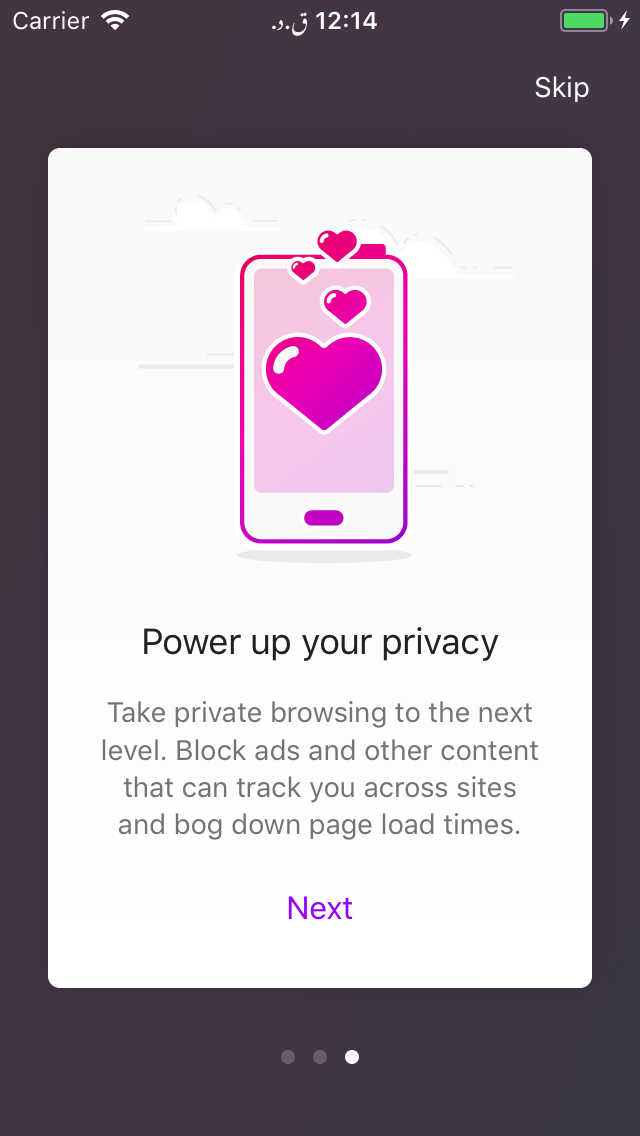 Carrier 12:14 ق.د.
Skip
Power up your privacy
Take private browsing to the next
level. Block ads and other content
that can track you across sites
and bog down page load times.
Next